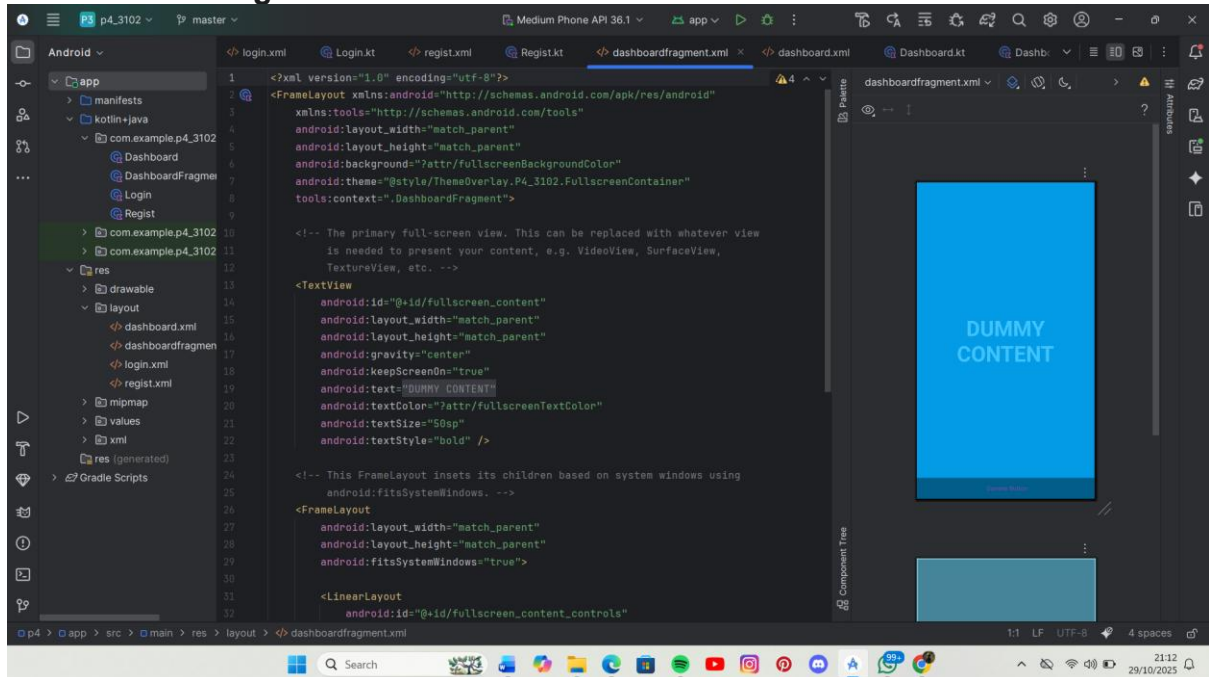 P3 p4_3102 master Medium Phone API 36.1 app
Android
login.xml Login.kt regist.xml Regist.kt dashboardfragment.xml dashboard.xml Dashboard.kt
app
manifests
kotlin+java
com.example.p4_3102
Dashboard
DashboardFragme
Login
Regist
com.example.p4_3102
com.example.p4_3102
res
drawable
layout
dashboard.xml
dashboardfragmen
login.xml
regist.xml
mipmap
values
xml
res (generated)
Gradle Scripts
4
1 <?xml version="1.0" encoding="utf-8"?>
2 <FrameLayout xmlns:android="http://schemas.android.com/apk/res/android"
3 xmlns:tools="http://schemas.android.com/tools"
4 android:layout_width="match_parent"
5 android:layout_height="match_parent"
6 android:background="?attr/fullscreenBackgroundColor"
7 android:theme="@style/ThemeOverlay.P4_3102.FullscreenContainer"
8 tools:context=".DashboardFragment">
9
10 <!-- The primary full-screen view. This can be replaced with whatever view
11 is needed to present your content, e.g. VideoView, SurfaceView,
12 TextureView, etc. -->
13 <TextView
14 android:id="@+id/fullscreen_content"
15 android:layout_width="match_parent"
16 android:layout_height="match_parent"
17 android:gravity="center"
18 android:keepScreenOn="true"
19 android:text="DUMMY CONTENT"
20 android:textColor="?attr/fullscreenTextColor"
21 android:textSize="50sp"
22 android:textStyle="bold" />
23
24 <!-- This FrameLayout insets its children based on system windows using
25 android:fitsSystemWindows. -->
26 <FrameLayout
27 android:layout_width="match_parent"
28 android:layout_height="match_parent"
29 android:fitsSystemWindows="true">
30
31 <LinearLayout
32 android:id="@+id/fullscreen_content_controls"
Palette
Component Tree
dashboardfragment.xml
Attributes
DUMMY
CONTENT
p4 > app > src > main > res > layout > dashboardfragment.xml
1:1 LF UTF-8 4 spaces
Search
99+
21:12
29/10/2025